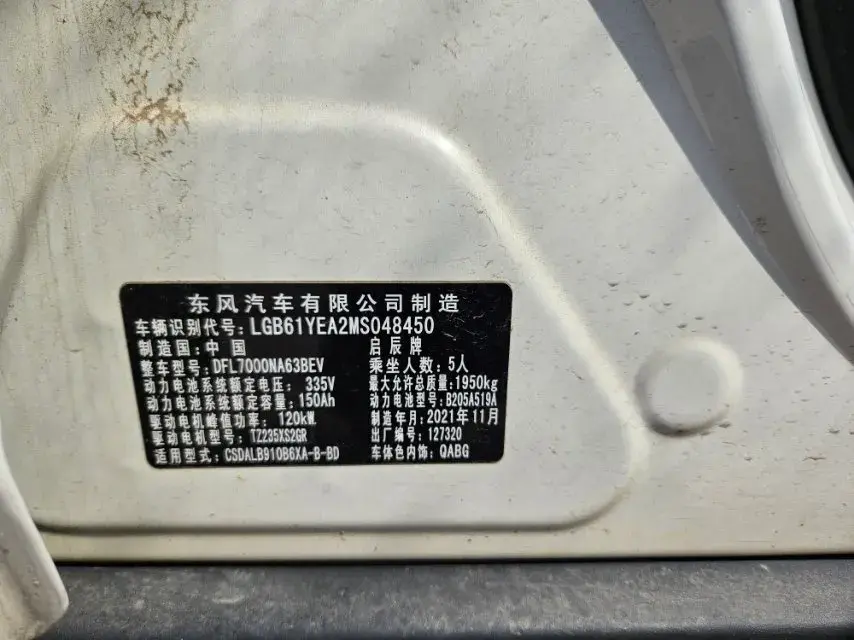 东风汽车有限公司制造
车辆识别代号：LGB61YEA2MS048450
制造国：中国 启辰牌
整车型号：DFL7000NA63BEV 乘坐人数：5人
动力电池系统额定电压：335V 最大允许总质量：1950kg
动力电池系统额定容量：150Ah 动力电池型号：B205A519A
驱动电机峰值功率：120kW 制造年月：2021年11月
驱动电机型号：TZ235XS2GR 出厂编号：127320
适用型式：CSDALB910B6XA-B-BD 车体色内饰：QABG